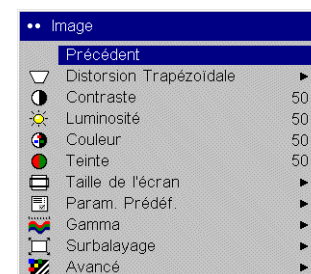 •• Image
Précédent
Distorsion Trapézoïdale
Contraste 50
Luminosité 50
Couleur 50
Teinte 50
Taille de l'écran
Param. Prédéf.
Gamma
Surbalayage
Avancé